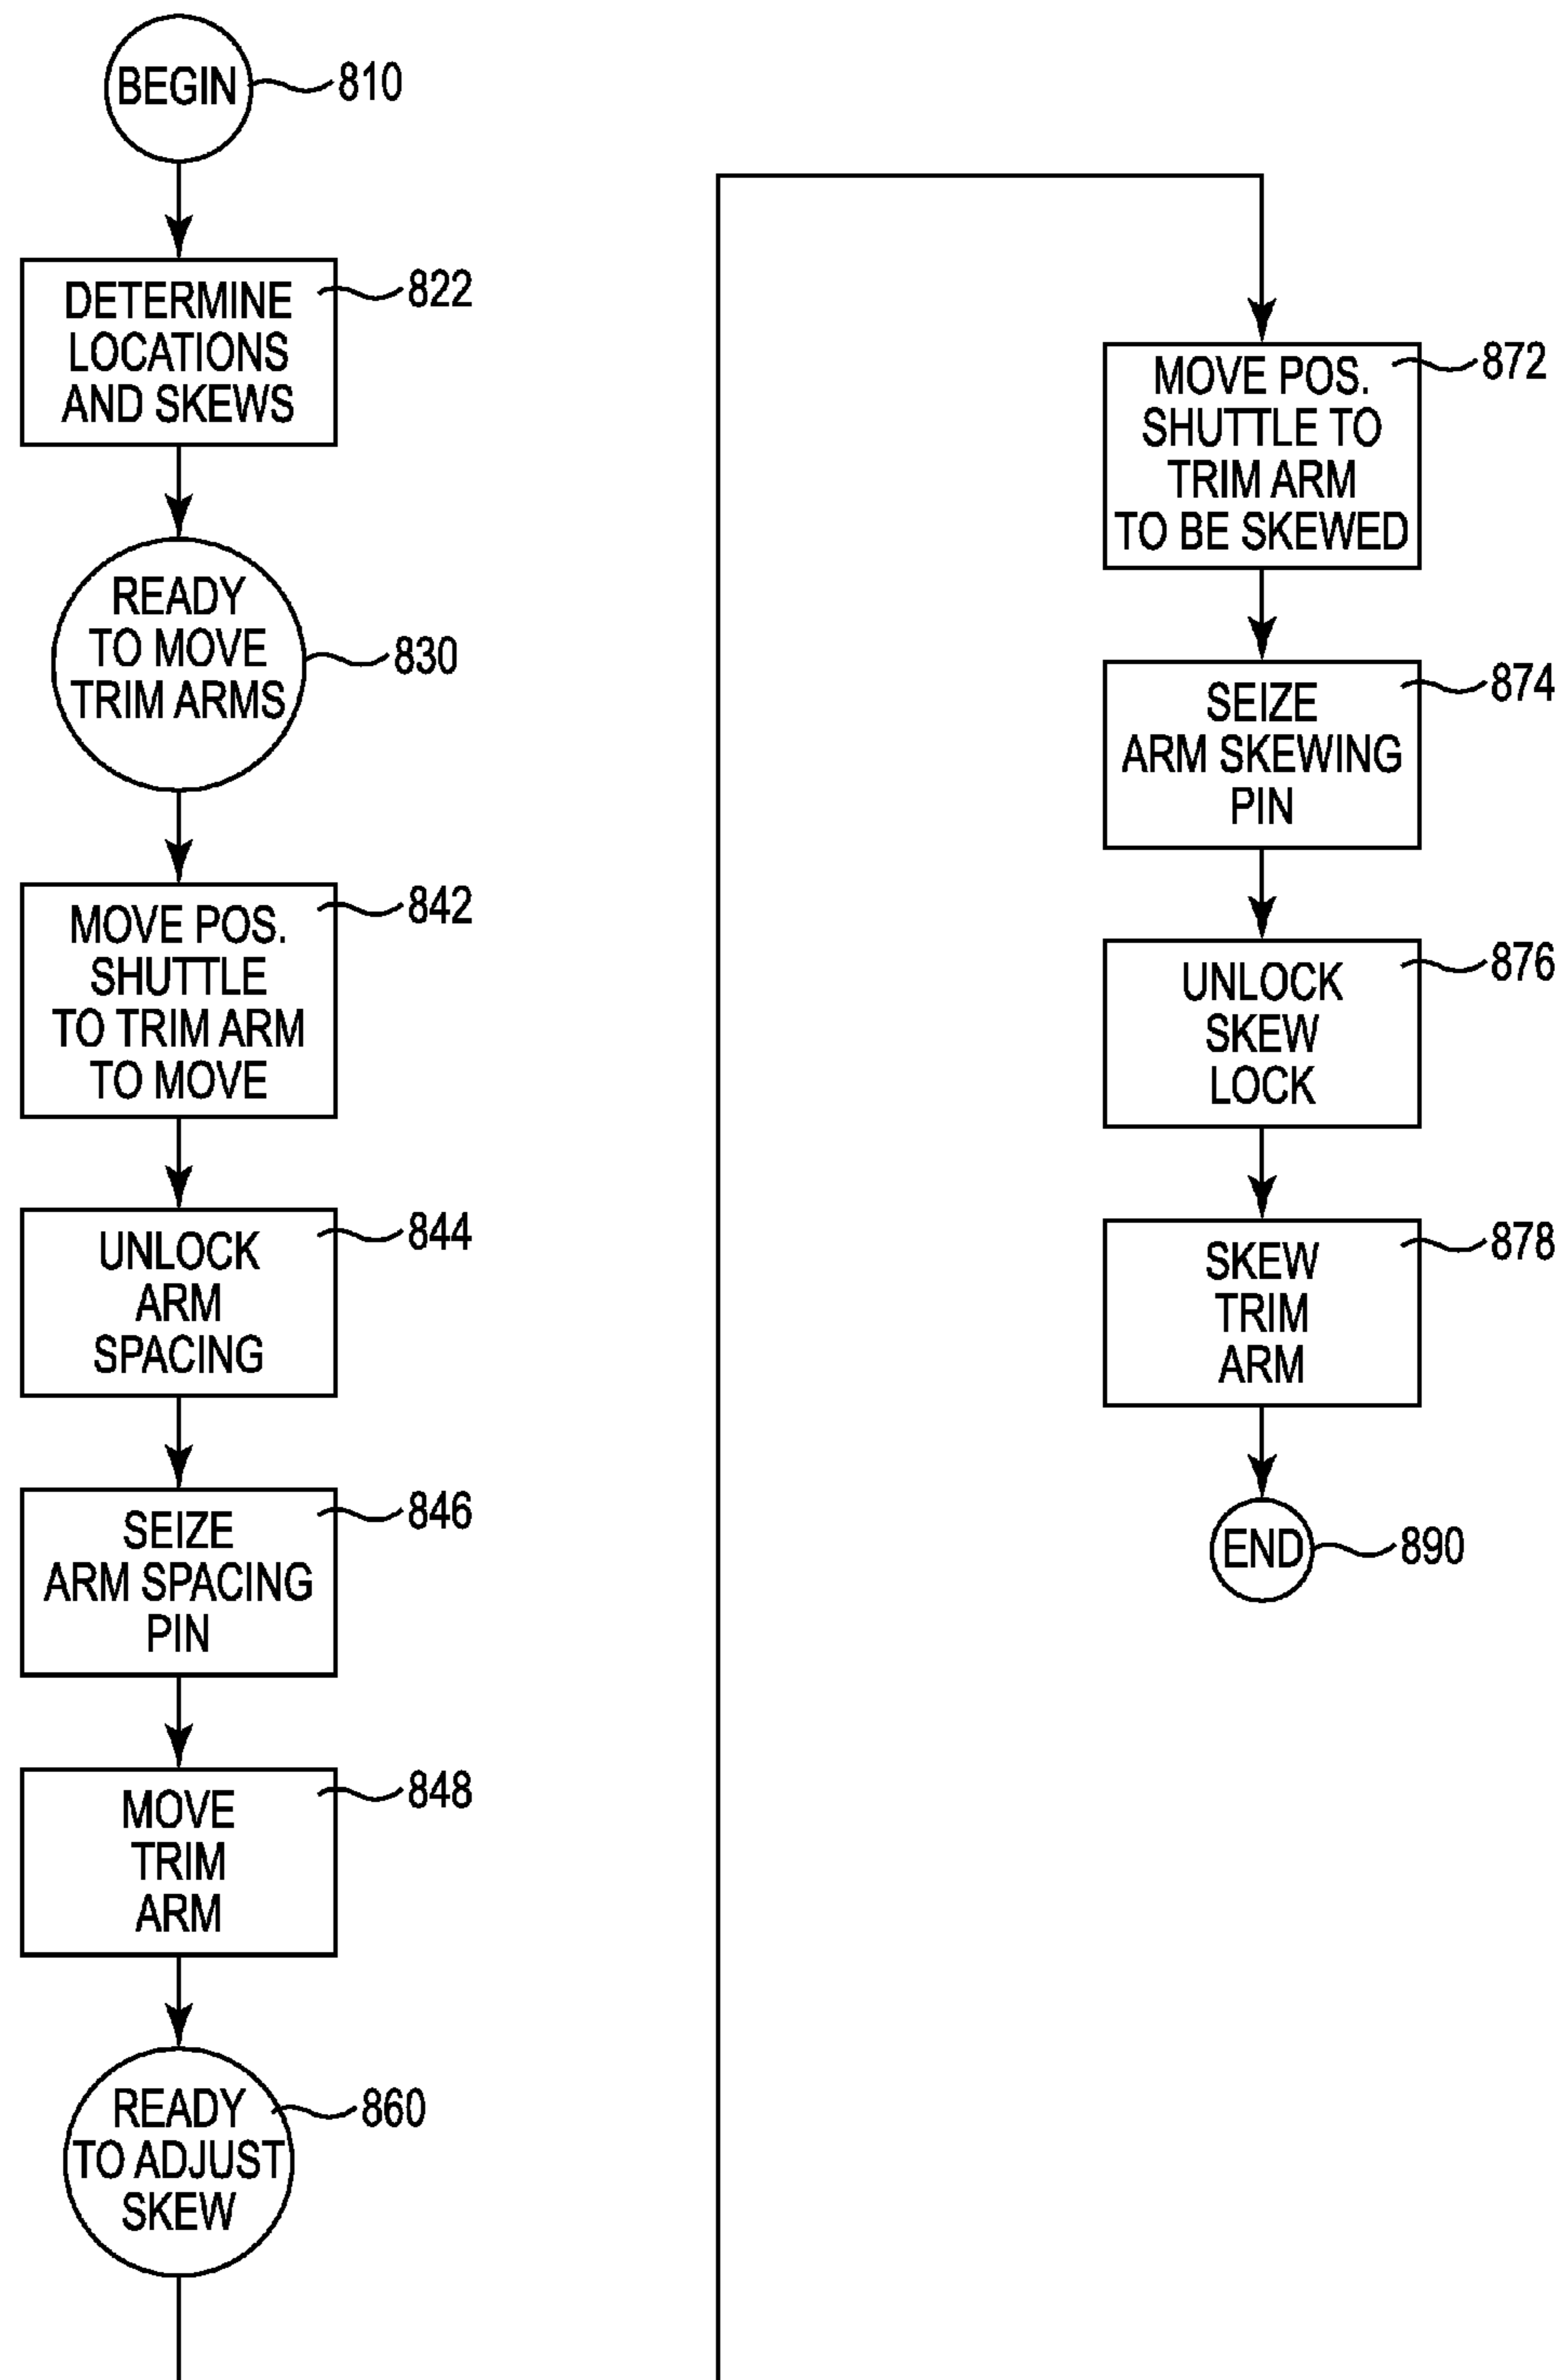 BEGIN
810
DETERMINE
LOCATIONS
AND SKEWS
822
READY
TO MOVE
TRIM ARMS
830
MOVE POS.
SHUTTLE
TO TRIM ARM
TO MOVE
842
UNLOCK
ARM
SPACING
844
SEIZE
ARM SPACING
PIN
846
MOVE
TRIM
ARM
848
READY
TO ADJUST
SKEW
860
MOVE POS.
SHUTTLE TO
TRIM ARM
TO BE SKEWED
872
SEIZE
ARM SKEWING
PIN
874
UNLOCK
SKEW
LOCK
876
SKEW
TRIM
ARM
878
END
890